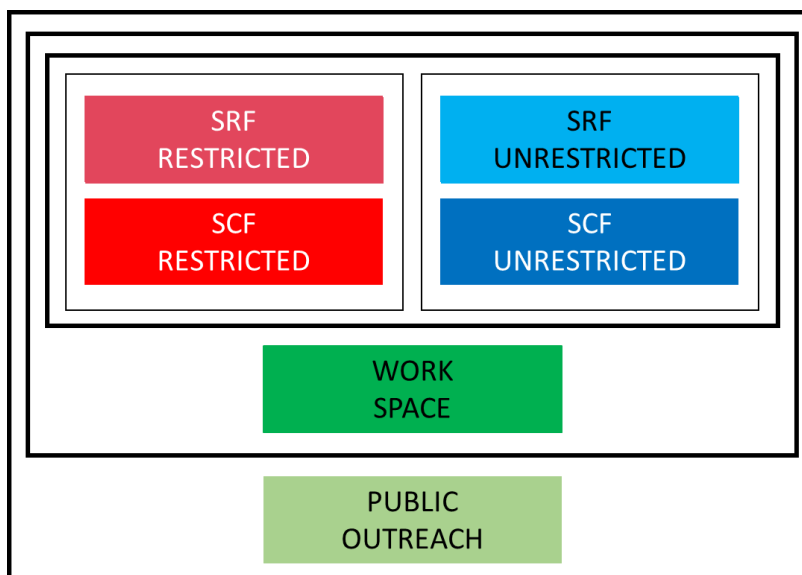 SRF
RESTRICTED
SRF
UNRESTRICTED
SCF
RESTRICTED
SCF
UNRESTRICTED
WORK
SPACE
PUBLIC
OUTREACH